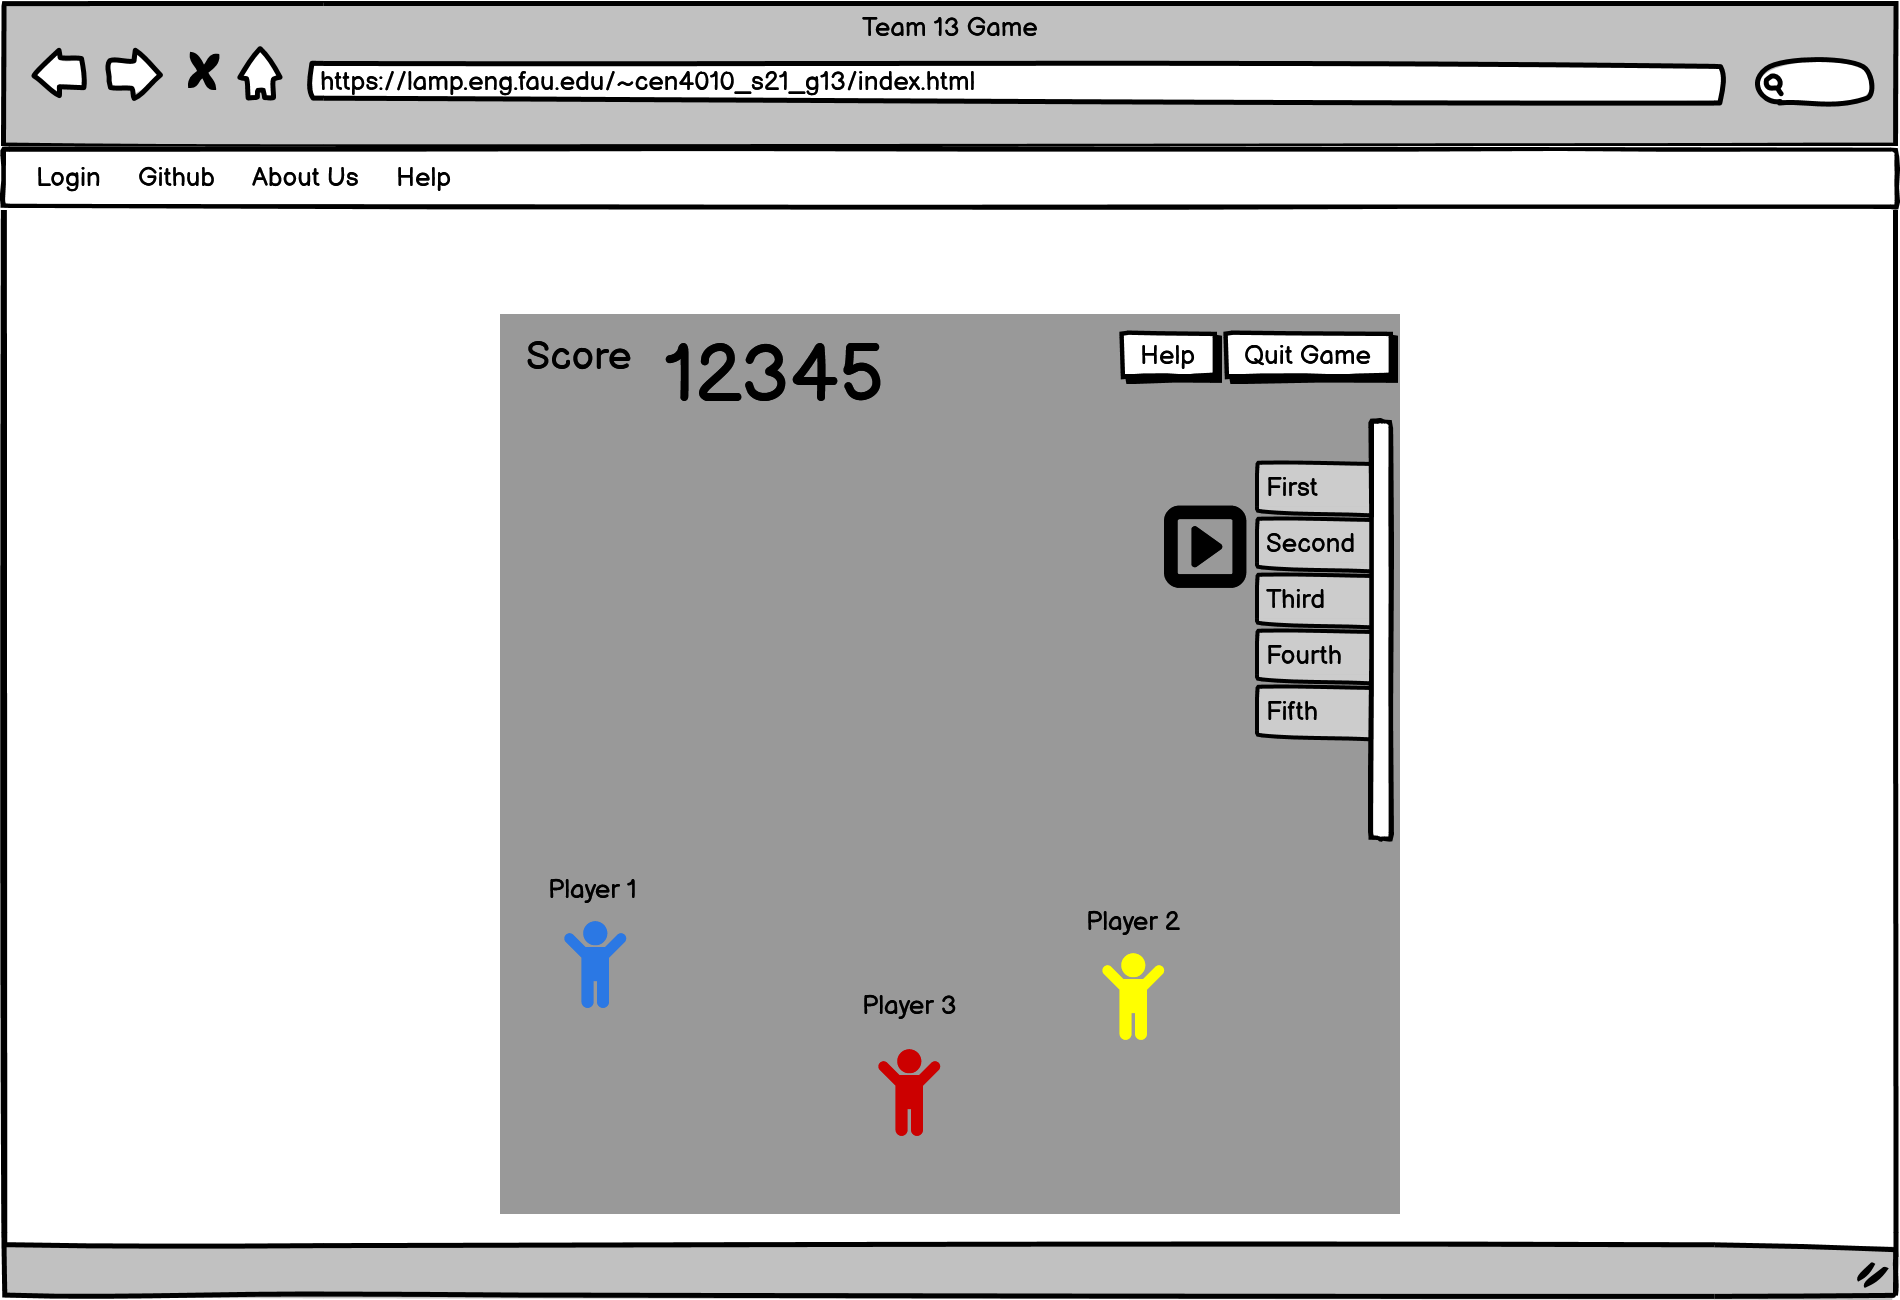 Team 13 Game
https://lamp.eng.fau.edu/~cen4010_s21_g13/index.html
Login Github About Us Help
Score 12345 Help Quit Game
First
Second
Third
Fourth
Fifth
Player 1
Player 2
Player 3